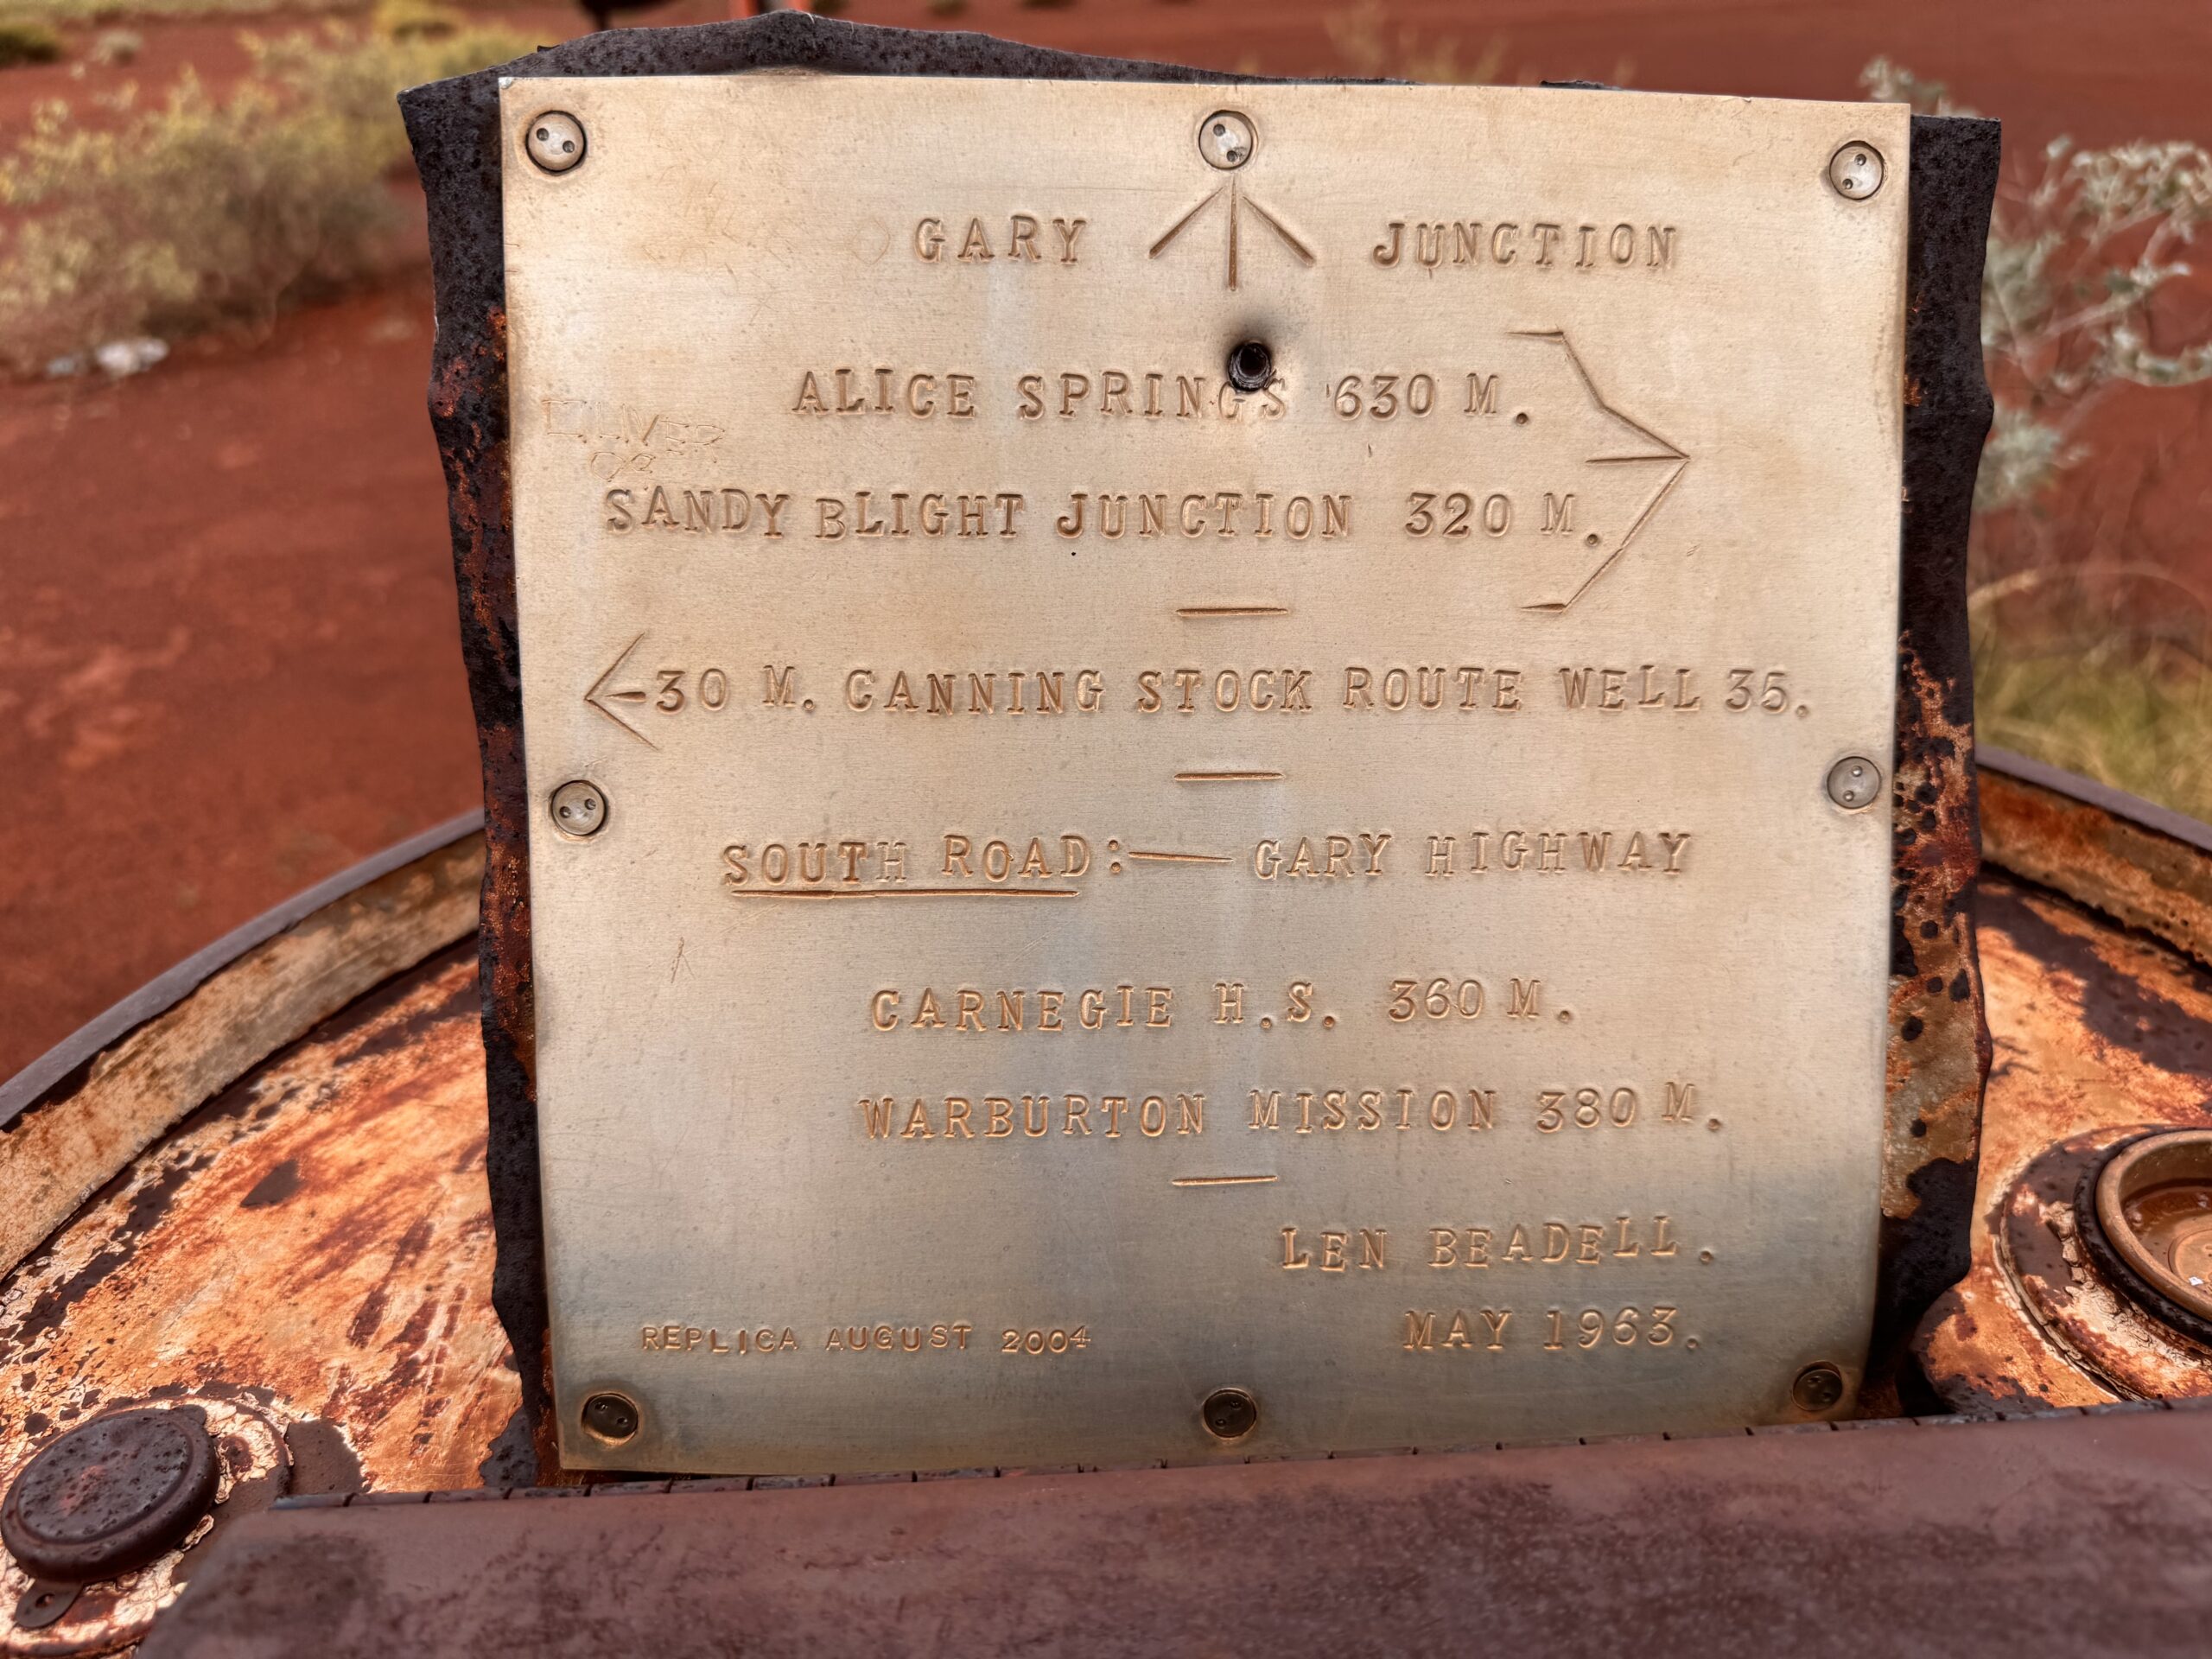 GARY JUNCTION
ALICE SPRINGS 630 M.
SANDY BLIGHT JUNCTION 320 M.
30 M. CANNING STOCK ROUTE WELL 35.
SOUTH ROAD:— GARY HIGHWAY
CARNEGIE H.S. 360 M.
WARBURTON MISSION 380 M.
LEN BEADELL.
MAY 1963.
REPLICA AUGUST 2004